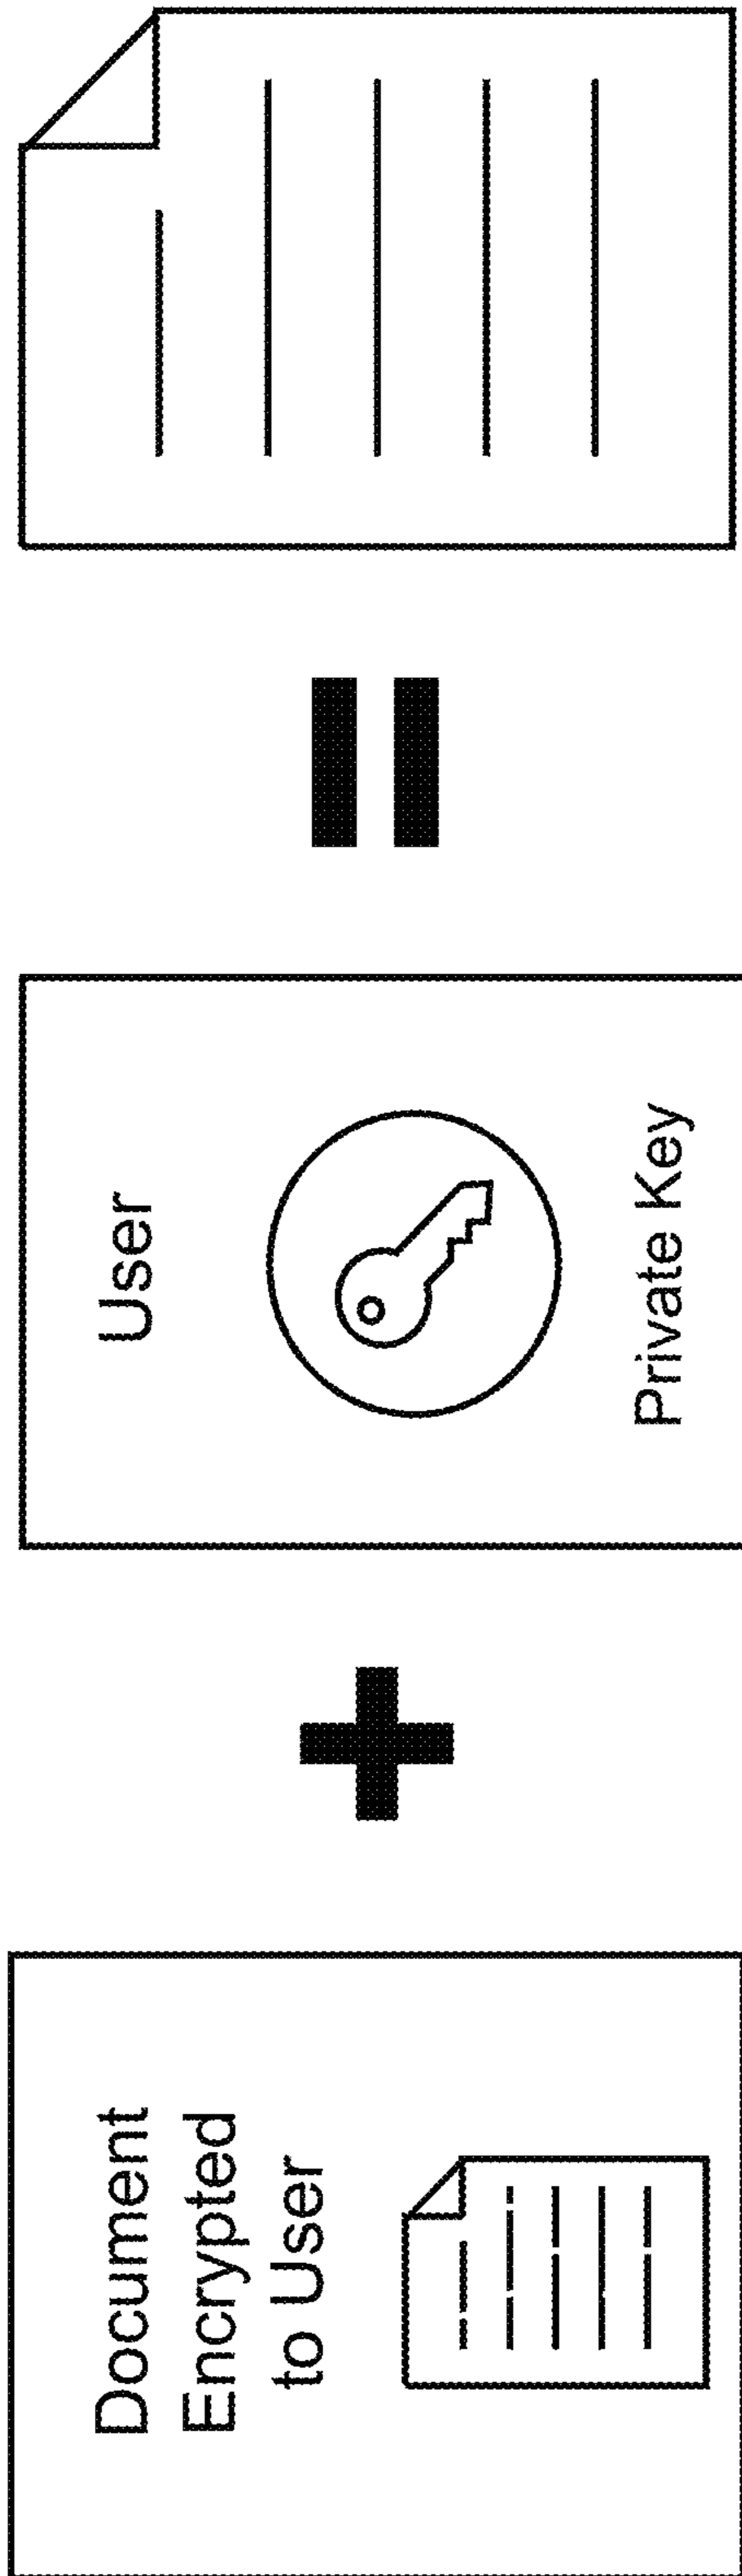 Document
Encrypted
to User
User
Private Key